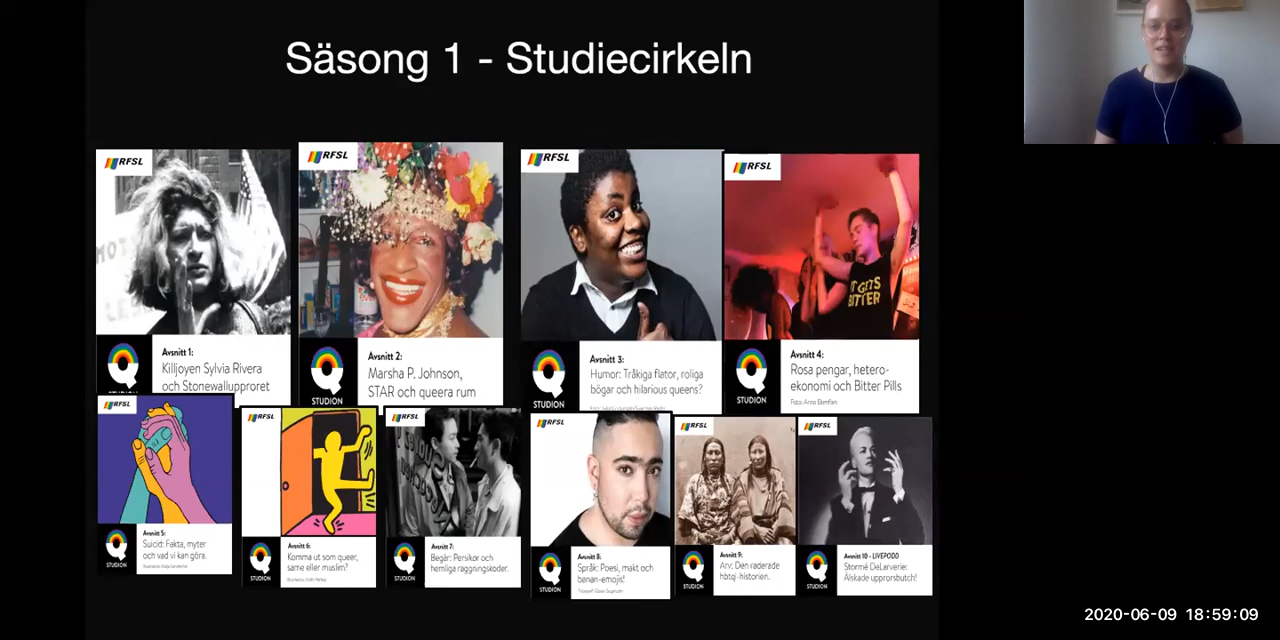 Säsong 1 - Studiecirkeln
RFSL
RFSL
RFSL
RFSL
STUDION
Avsnitt 1:
Killjoyen Sylvia Rivera
och Stonewallupproret
STUDION
Avsnitt 2:
Marsha P. Johnson,
STAR och queera rum
STUDION
Avsnitt 3:
Humor: Tråkiga flator, roliga
bögar och hilarious queens?
IT GETS
BITTER
STUDION
Avsnitt 4:
Rosa pengar, hetero-
ekonomi och Bitter Pills
RFSL
RFSL
RFSL
RFSL
RFSL
RFSL
STUDION
Avsnitt 5:
Suicid: Fakta, myter
och vad vi kan göra.
STUDION
Avsnitt 6:
Komma ut som queer,
same eller muslim?
STUDION
Avsnitt 7:
Begär: Persikor och
hemliga raggningskoder.
STUDION
Avsnitt 8:
Språk: Poesi, makt och
banan-emojis!
STUDION
Avsnitt 9:
Arv: Den raderade
hbtqi-historien.
STUDION
Avsnitt 10 - LIVEPODD
Stormé DeLarverie:
Älskade upprorsbutch!
2020-06-09 18:59:09